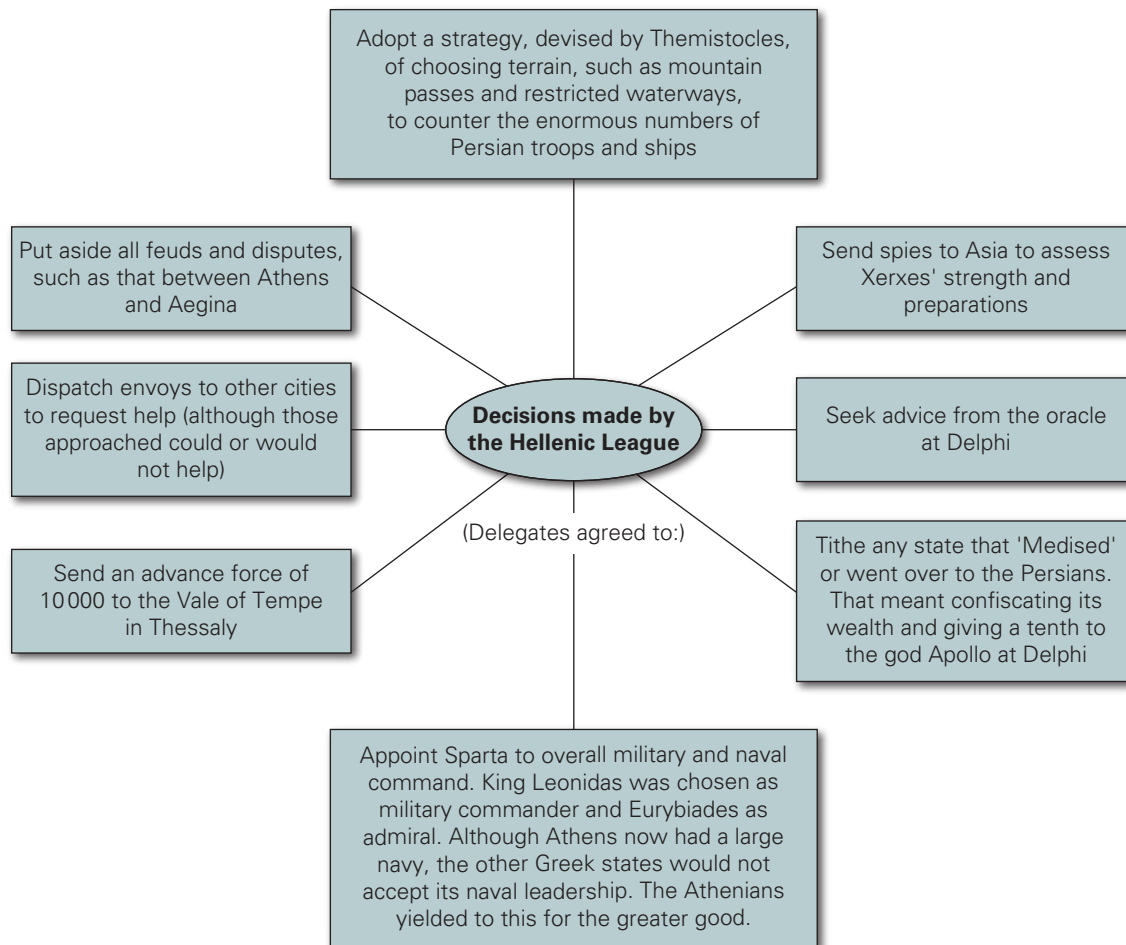 Adopt a strategy, devised by Themistocles,
of choosing terrain, such as mountain
passes and restricted waterways,
to counter the enormous numbers of
Persian troops and ships
Put aside all feuds and disputes,
such as that between Athens
and Aegina
Send spies to Asia to assess
Xerxes' strength and
preparations
Dispatch envoys to other cities
to request help (although those
approached could or would
not help)
Decisions made by
the Hellenic League
Seek advice from the oracle
at Delphi
(Delegates agreed to:)
Send an advance force of
10 000 to the Vale of Tempe
in Thessaly
Tithe any state that 'Medised'
or went over to the Persians.
That meant confiscating its
wealth and giving a tenth to
the god Apollo at Delphi
Appoint Sparta to overall military and naval
command. King Leonidas was chosen as
military commander and Eurybiades as
admiral. Although Athens now had a large
navy, the other Greek states would not
accept its naval leadership. The Athenians
yielded to this for the greater good.